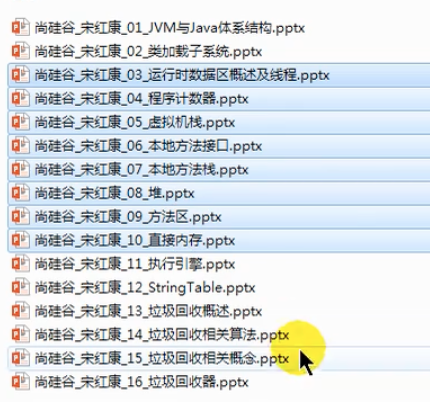 尚硅谷_宋红康_01_JVM与Java体系结构.pptx
尚硅谷_宋红康_02_类加载子系统.pptx
尚硅谷_宋红康_03_运行时数据区概述及线程.pptx
尚硅谷_宋红康_04_程序计数器.pptx
尚硅谷_宋红康_05_虚拟机栈.pptx
尚硅谷_宋红康_06_本地方法接口.pptx
尚硅谷_宋红康_07_本地方法栈.pptx
尚硅谷_宋红康_08_堆.pptx
尚硅谷_宋红康_09_方法区.pptx
尚硅谷_宋红康_10_直接内存.pptx
尚硅谷_宋红康_11_执行引擎.pptx
尚硅谷_宋红康_12_StringTable.pptx
尚硅谷_宋红康_13_垃圾回收概述.pptx
尚硅谷_宋红康_14_垃圾回收相关算法.pptx
尚硅谷_宋红康_15_垃圾回收相关概念.pptx
尚硅谷_宋红康_16_垃圾回收器.pptx